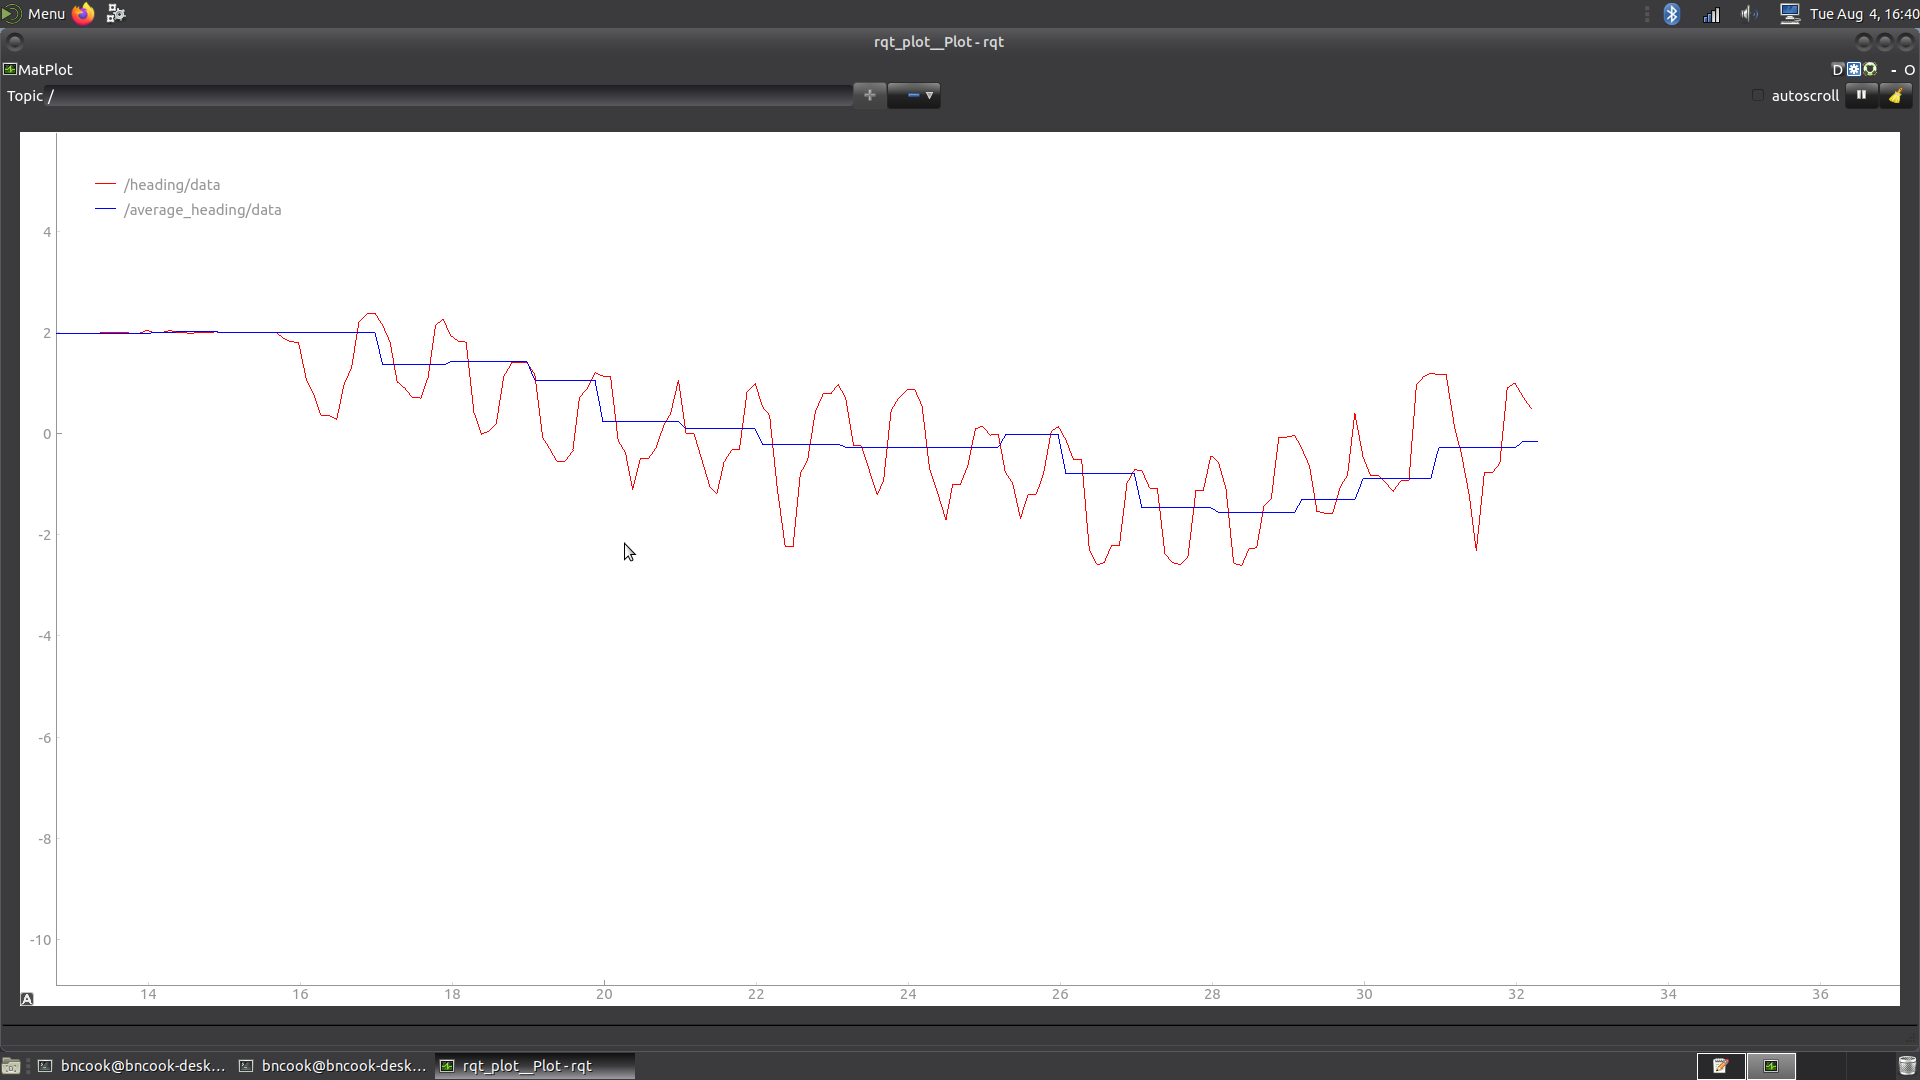 Menu
Tue Aug 4, 16:40
rqt_plot__Plot - rqt
MatPlot
D
- O
Topic /
autoscroll
/heading/data
/average_heading/data
4
2
0
-2
-4
-6
-8
-10
A
14 16 18 20 22 24 26 28 30 32 34 36
bncook@bncook-desk... bncook@bncook-desk... rqt_plot__Plot - rqt